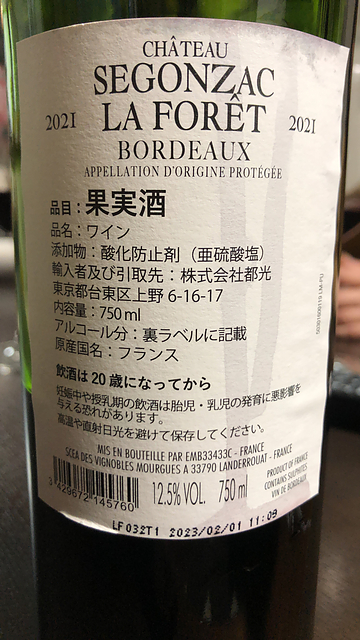 CHÂTEAU
SEGONZAC
2021 LA FORÊT 2021
BORDEAUX
APPELLATION D'ORIGINE PROTÉGÉE
品目：果実酒
品名：ワイン
添加物：酸化防止剤（亜硫酸塩）
輸入者及び引取先：株式会社都光
東京都台東区上野 6-16-17
内容量：750ml
アルコール分：裏ラベルに記載
原産国名：フランス
飲酒は20歳になってから
妊娠中や授乳期の飲酒は胎児・乳児の発育に悪影響を
与える恐れがあります。
高温や直射日光を避けて保存してください。
MIS EN BOUTEILLE PAR EMB33433C - FRANCE
SCEA DES VIGNOBLES MOURGUES A 33790 LANDERROUAT - FRANCE
3 429672 145760
12.5% VOL. 750 ml
PRODUCT OF FRANCE
CONTAINS SULPHITES
VIN DE BORDEAUX
LF032T1 2023/02/01 11:09